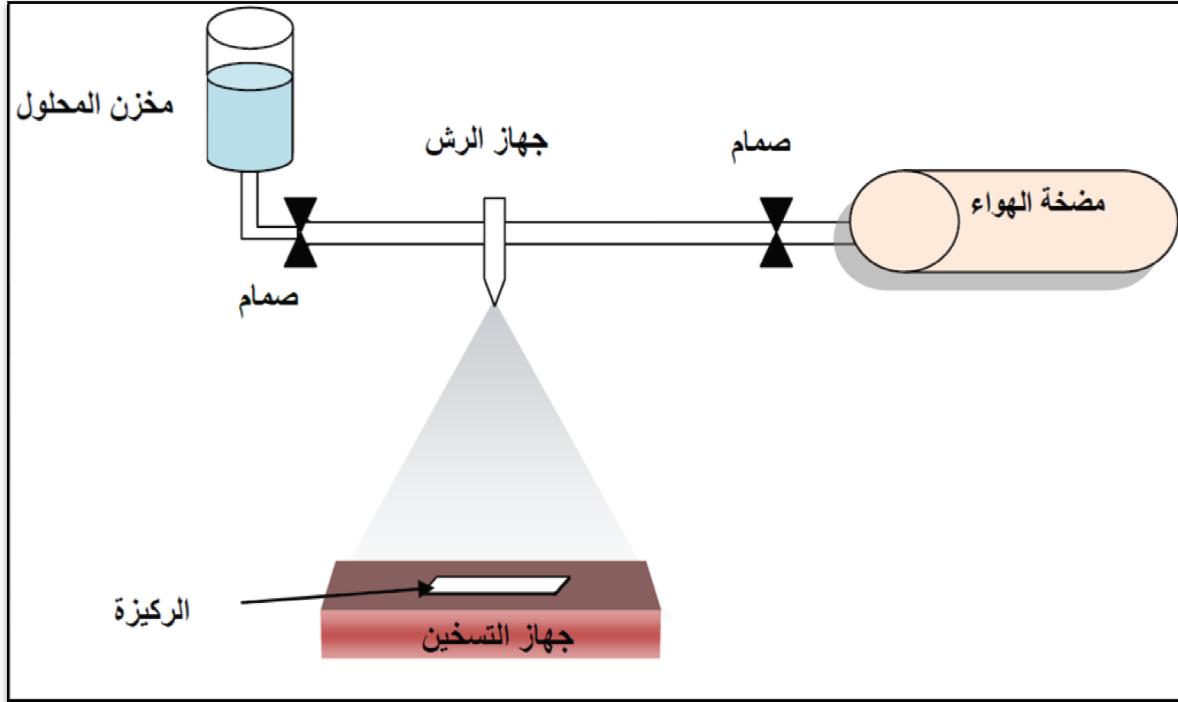 مخزن المحلول
جهاز الرش
صمام
مضخة الهواء
صمام
الركيزة
جهاز التسخين